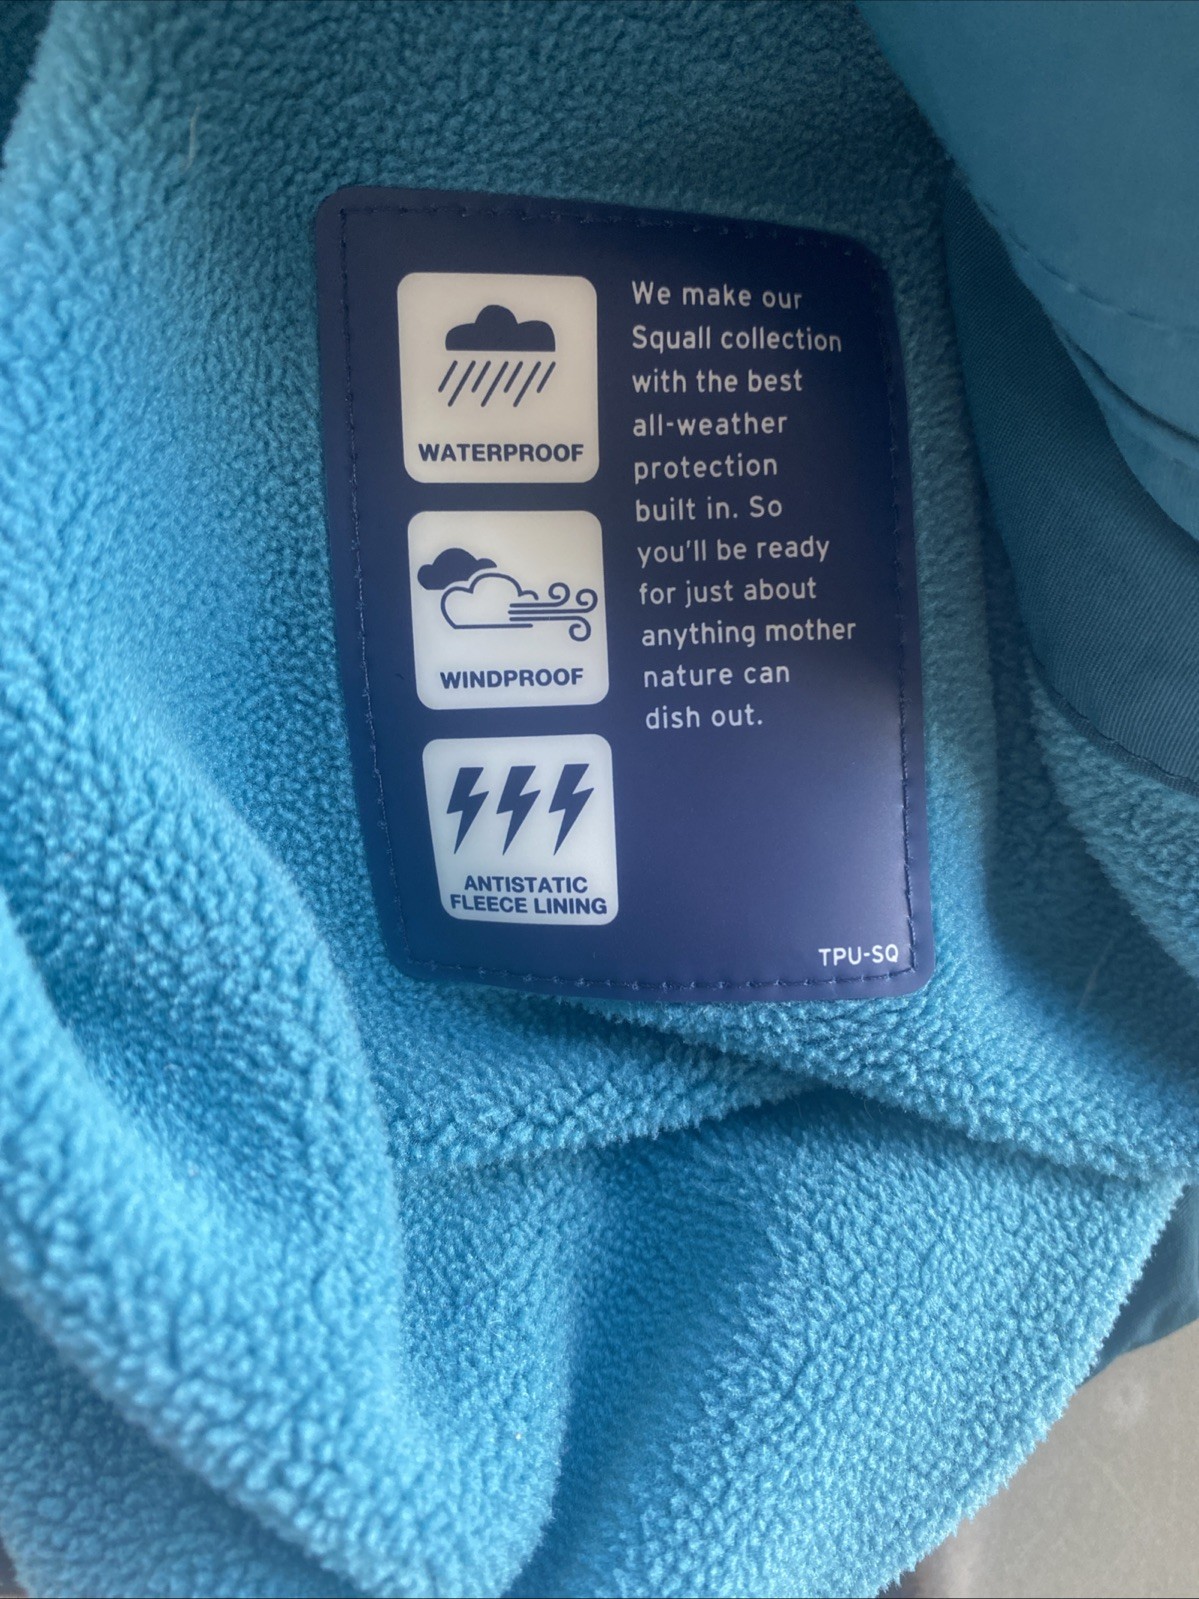 WATERPROOF
WINDPROOF
ANTISTATIC
FLEECE LINING
We make our
Squall collection
with the best
all-weather
protection
built in. So
you'll be ready
for just about
anything mother
nature can
dish out.
TPU-SQ